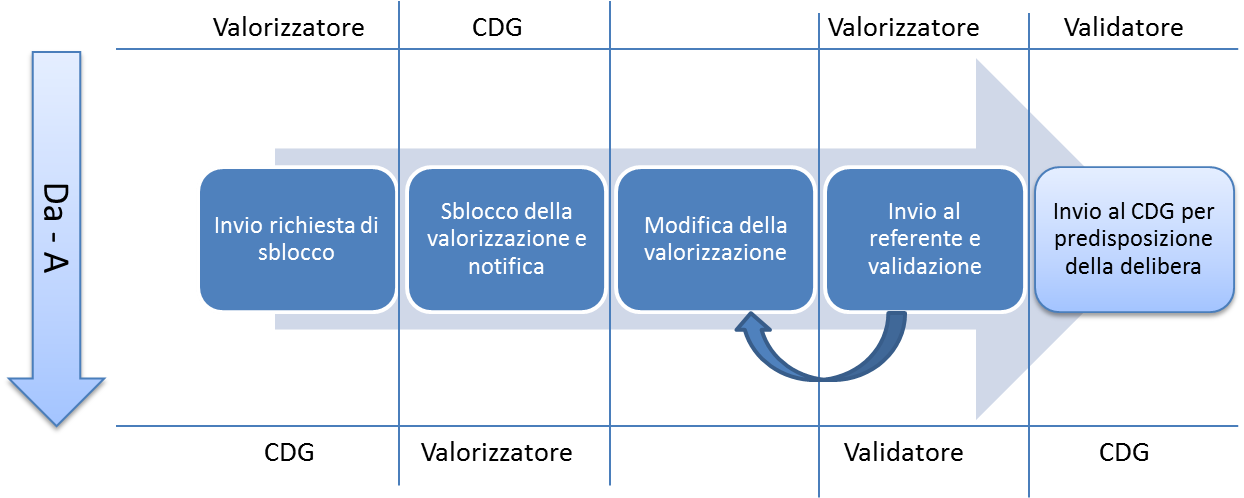 Valorizzatore
CDG
Valorizzatore
Validatore
Da - A
Invio richiesta di
sblocco
Sblocco della
valorizzazione e
notifica
Modifica della
valorizzazione
Invio al
referente e
validazione
Invio al CDG per
predisposizione
della delibera
CDG
Valorizzatore
Validatore
CDG